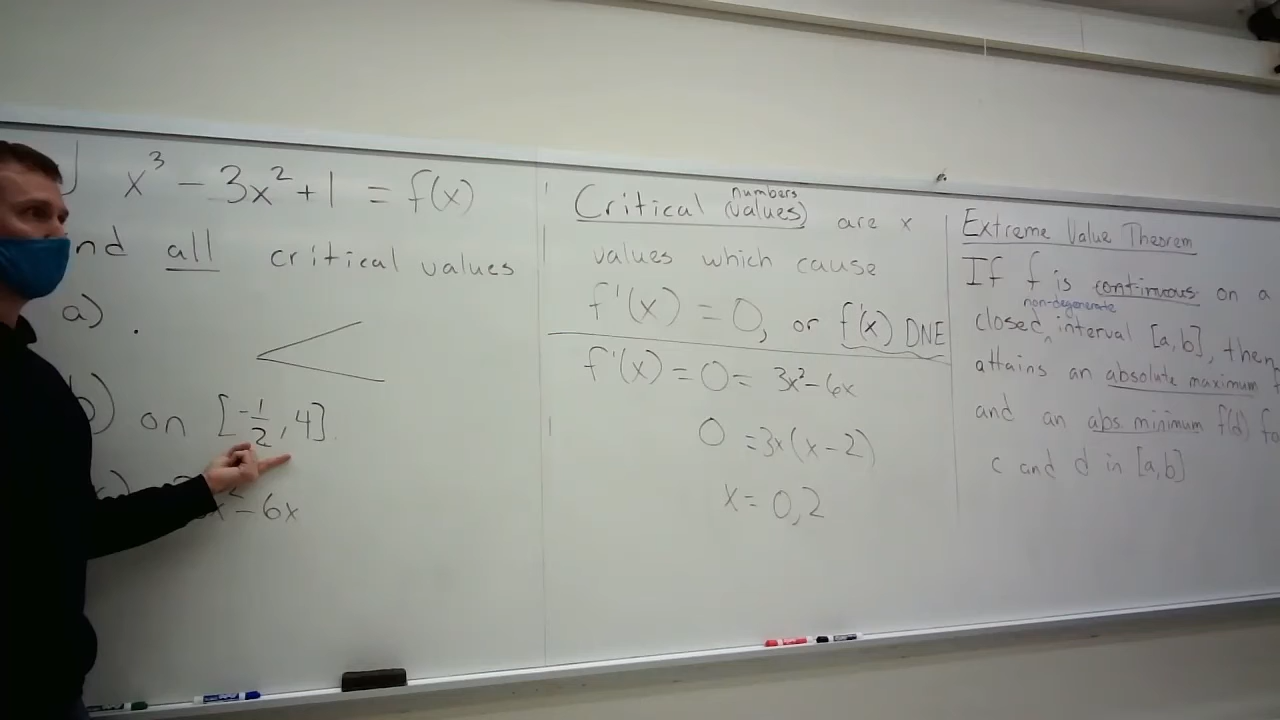 x³ - 3x² + 1 = f(x)
nd all critical values
a) .
b) on [-1/2, 4]
x² - 6x
Critical (values) numbers are x
values which cause
f'(x) = 0, or f'(x) DNE
f'(x) = 0 = 3x² - 6x
0 = 3x(x - 2)
x = 0, 2
Extreme Value Theorem
If f is continuous on a
non-degenerate
closed interval [a, b], then
attains an absolute maximum
and an abs minimum f(d) fo
c and d in [a, b]